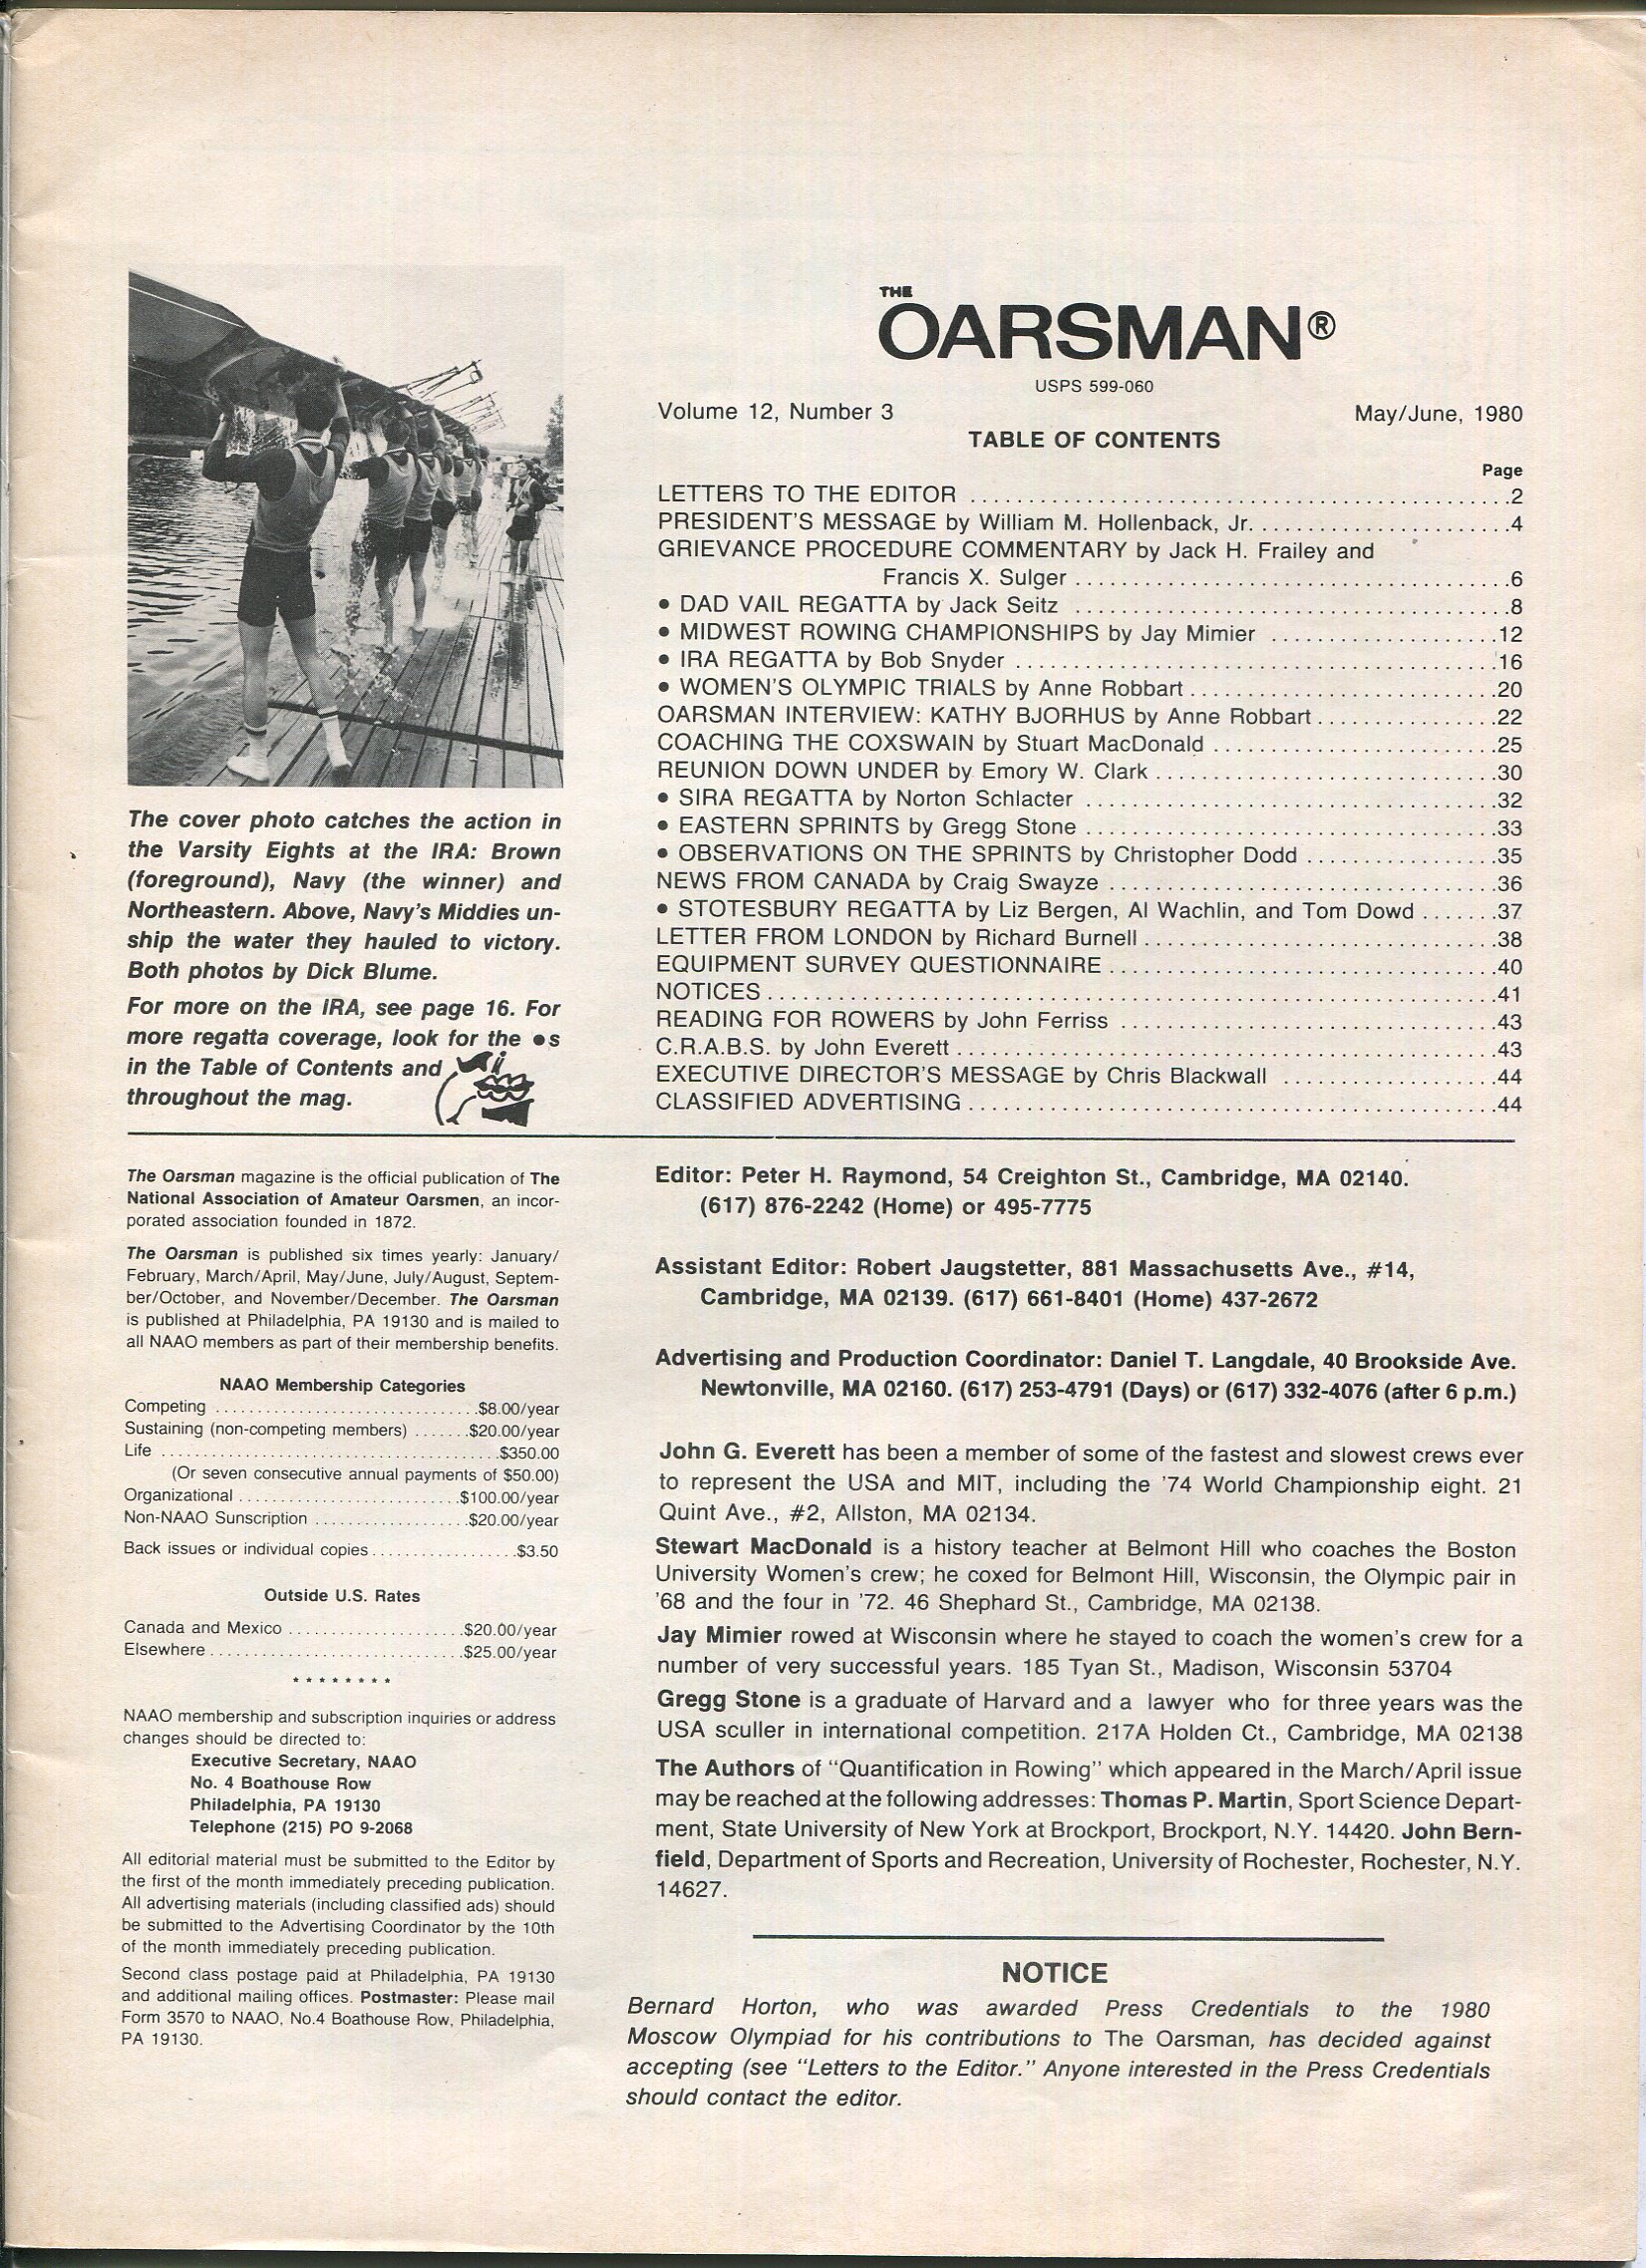 THE
OARSMAN®
USPS 599-060
Volume 12, Number 3 May/June, 1980
TABLE OF CONTENTS
Page
LETTERS TO THE EDITOR ..... 2
PRESIDENT'S MESSAGE by William M. Hollenback, Jr. ..... 4
GRIEVANCE PROCEDURE COMMENTARY by Jack H. Frailey and
Francis X. Sulger ..... 6
• DAD VAIL REGATTA by Jack Seitz ..... 8
• MIDWEST ROWING CHAMPIONSHIPS by Jay Mimier ..... 12
• IRA REGATTA by Bob Snyder ..... 16
• WOMEN'S OLYMPIC TRIALS by Anne Robbart ..... 20
OARSMAN INTERVIEW: KATHY BJORHUS by Anne Robbart ..... 22
COACHING THE COXSWAIN by Stuart MacDonald ..... 25
REUNION DOWN UNDER by Emory W. Clark ..... 30
• SIRA REGATTA by Norton Schlacter ..... 32
• EASTERN SPRINTS by Gregg Stone ..... 33
• OBSERVATIONS ON THE SPRINTS by Christopher Dodd ..... 35
NEWS FROM CANADA by Craig Swayze ..... 36
• STOTESBURY REGATTA by Liz Bergen, Al Wachlin, and Tom Dowd ..... 37
LETTER FROM LONDON by Richard Burnell ..... 38
EQUIPMENT SURVEY QUESTIONNAIRE ..... 40
NOTICES ..... 41
READING FOR ROWERS by John Ferriss ..... 43
C.R.A.B.S. by John Everett ..... 43
EXECUTIVE DIRECTOR'S MESSAGE by Chris Blackwall ..... 44
CLASSIFIED ADVERTISING ..... 44
The cover photo catches the action in
the Varsity Eights at the IRA: Brown
(foreground), Navy (the winner) and
Northeastern. Above, Navy's Middies un-
ship the water they hauled to victory.
Both photos by Dick Blume.
For more on the IRA, see page 16. For
more regatta coverage, look for the •s
in the Table of Contents and
throughout the mag.
The Oarsman magazine is the official publication of The
National Association of Amateur Oarsmen, an incor-
porated association founded in 1872.
The Oarsman is published six times yearly: January/
February, March/April, May/June, July/August, Septem-
ber/October, and November/December. The Oarsman
is published at Philadelphia, PA 19130 and is mailed to
all NAAO members as part of their membership benefits.
NAAO Membership Categories
Competing ..... $8.00/year
Sustaining (non-competing members) ..... $20.00/year
Life ..... $350.00
(Or seven consecutive annual payments of $50.00)
Organizational ..... $100.00/year
Non-NAAO Sunscription ..... $20.00/year
Back issues or individual copies ..... $3.50
Outside U.S. Rates
Canada and Mexico ..... $20.00/year
Elsewhere ..... $25.00/year
* * * * * * * *
NAAO membership and subscription inquiries or address
changes should be directed to:
Executive Secretary, NAAO
No. 4 Boathouse Row
Philadelphia, PA 19130
Telephone (215) PO 9-2068
All editorial material must be submitted to the Editor by
the first of the month immediately preceding publication.
All advertising materials (including classified ads) should
be submitted to the Advertising Coordinator by the 10th
of the month immediately preceding publication.
Second class postage paid at Philadelphia, PA 19130
and additional mailing offices. Postmaster: Please mail
Form 3570 to NAAO, No.4 Boathouse Row, Philadelphia,
PA 19130.
Editor: Peter H. Raymond, 54 Creighton St., Cambridge, MA 02140.
(617) 876-2242 (Home) or 495-7775
Assistant Editor: Robert Jaugstetter, 881 Massachusetts Ave., #14,
Cambridge, MA 02139. (617) 661-8401 (Home) 437-2672
Advertising and Production Coordinator: Daniel T. Langdale, 40 Brookside Ave.
Newtonville, MA 02160. (617) 253-4791 (Days) or (617) 332-4076 (after 6 p.m.)
John G. Everett has been a member of some of the fastest and slowest crews ever
to represent the USA and MIT, including the '74 World Championship eight. 21
Quint Ave., #2, Allston, MA 02134.
Stewart MacDonald is a history teacher at Belmont Hill who coaches the Boston
University Women's crew; he coxed for Belmont Hill, Wisconsin, the Olympic pair in
'68 and the four in '72. 46 Shephard St., Cambridge, MA 02138.
Jay Mimier rowed at Wisconsin where he stayed to coach the women's crew for a
number of very successful years. 185 Tyan St., Madison, Wisconsin 53704
Gregg Stone is a graduate of Harvard and a lawyer who for three years was the
USA sculler in international competition. 217A Holden Ct., Cambridge, MA 02138
The Authors of "Quantification in Rowing" which appeared in the March/April issue
may be reached at the following addresses: Thomas P. Martin, Sport Science Depart-
ment, State University of New York at Brockport, Brockport, N.Y. 14420. John Bern-
field, Department of Sports and Recreation, University of Rochester, Rochester, N.Y.
14627.
NOTICE
Bernard Horton, who was awarded Press Credentials to the 1980
Moscow Olympiad for his contributions to The Oarsman, has decided against
accepting (see "Letters to the Editor." Anyone interested in the Press Credentials
should contact the editor.